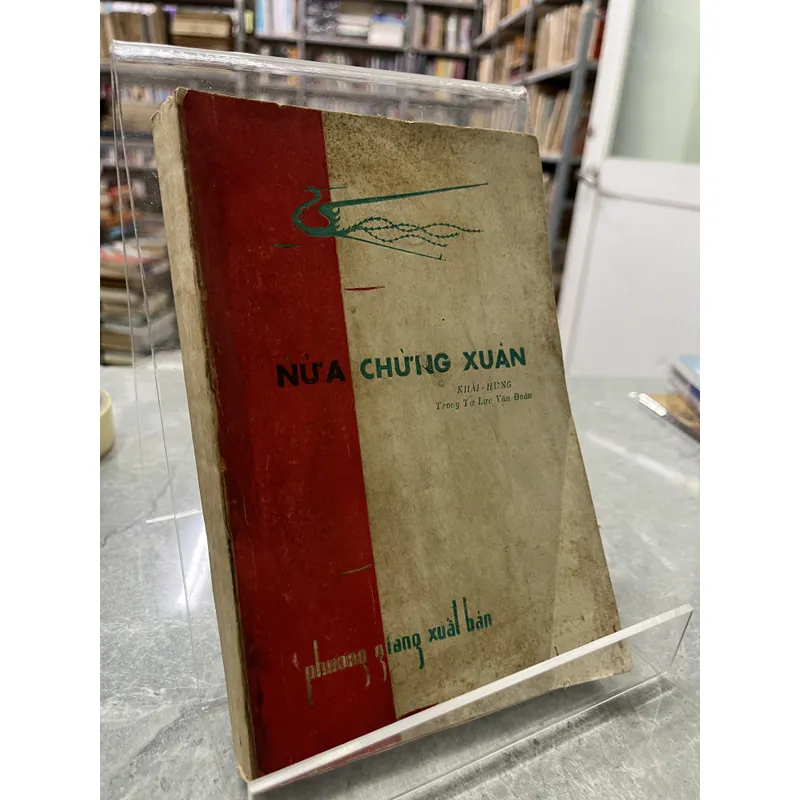 NỬA CHỪNG XUÂN
KHÁI-HƯNG
Trong Tự Lực Văn Đoàn
phương giang xuất bản